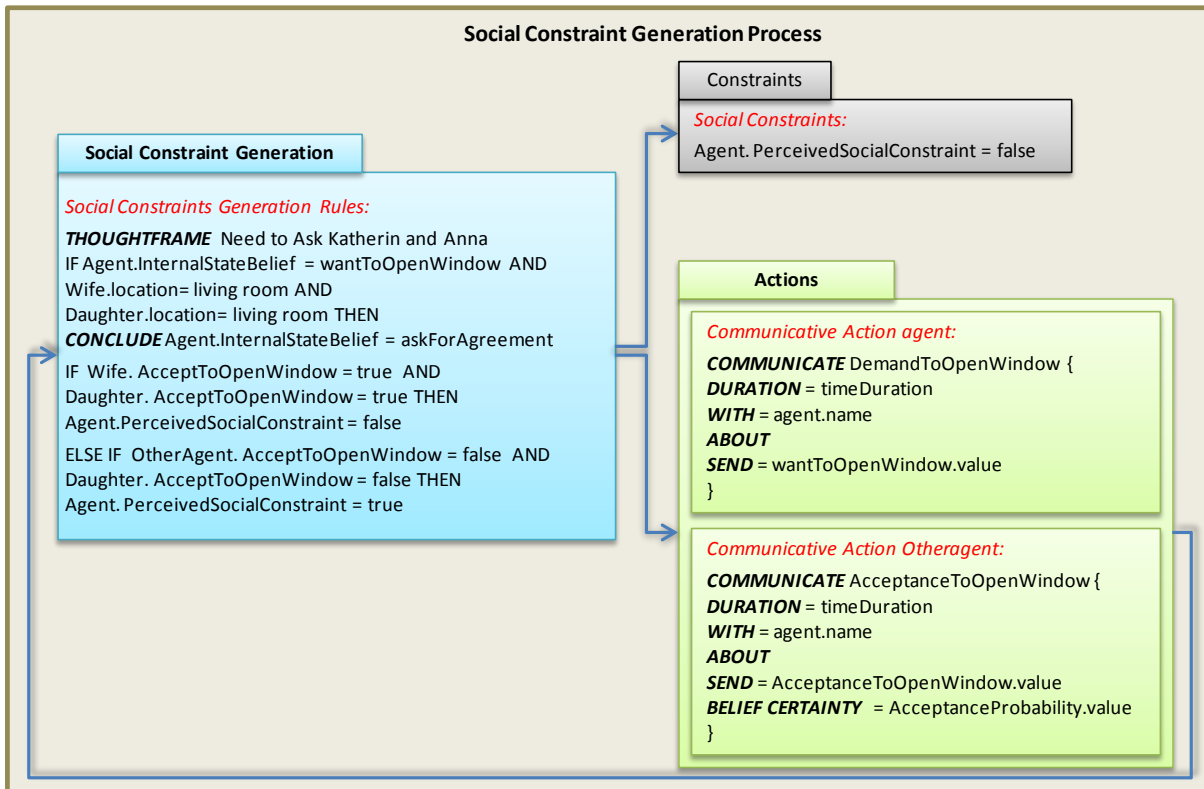 Social Constraint Generation Process
Constraints
Social Constraints:
Agent. PerceivedSocialConstraint = false
Social Constraint Generation
Social Constraints Generation Rules:
THOUGHTFRAME Need to Ask Katherin and Anna
IF Agent.InternalStateBelief = wantToOpenWindow AND
Wife.location= living room AND
Daughter.location= living room THEN
CONCLUDE Agent.InternalStateBelief = askForAgreement
IF Wife. AcceptToOpenWindow = true AND
Daughter. AcceptToOpenWindow = true THEN
Agent.PerceivedSocialConstraint = false
ELSE IF OtherAgent. AcceptToOpenWindow = false AND
Daughter. AcceptToOpenWindow = false THEN
Agent. PerceivedSocialConstraint = true
Actions
Communicative Action agent:
COMMUNICATE DemandToOpenWindow {
DURATION = timeDuration
WITH = agent.name
ABOUT
SEND = wantToOpenWindow.value
}
Communicative Action Otheragent:
COMMUNICATE AcceptanceToOpenWindow {
DURATION = timeDuration
WITH = agent.name
ABOUT
SEND = AcceptanceToOpenWindow.value
BELIEF CERTAINTY = AcceptanceProbability.value
}